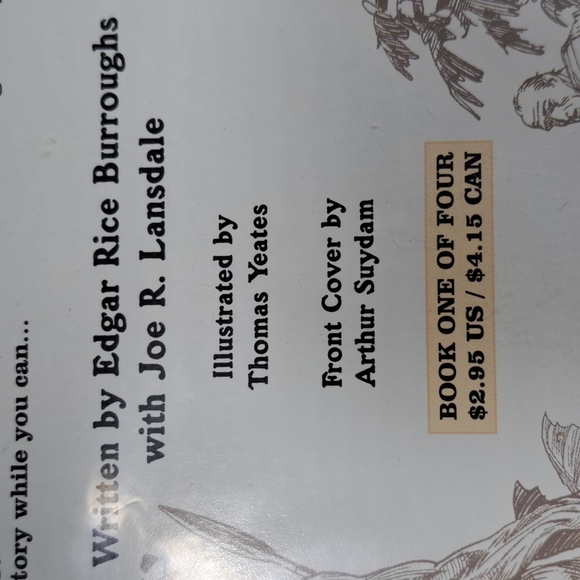 tory while you can...
Written by Edgar Rice Burroughs
with Joe R. Lansdale
Illustrated by
Thomas Yeates
Front Cover by
Arthur Suydam
BOOK ONE OF FOUR
$2.95 US / $4.15 CAN